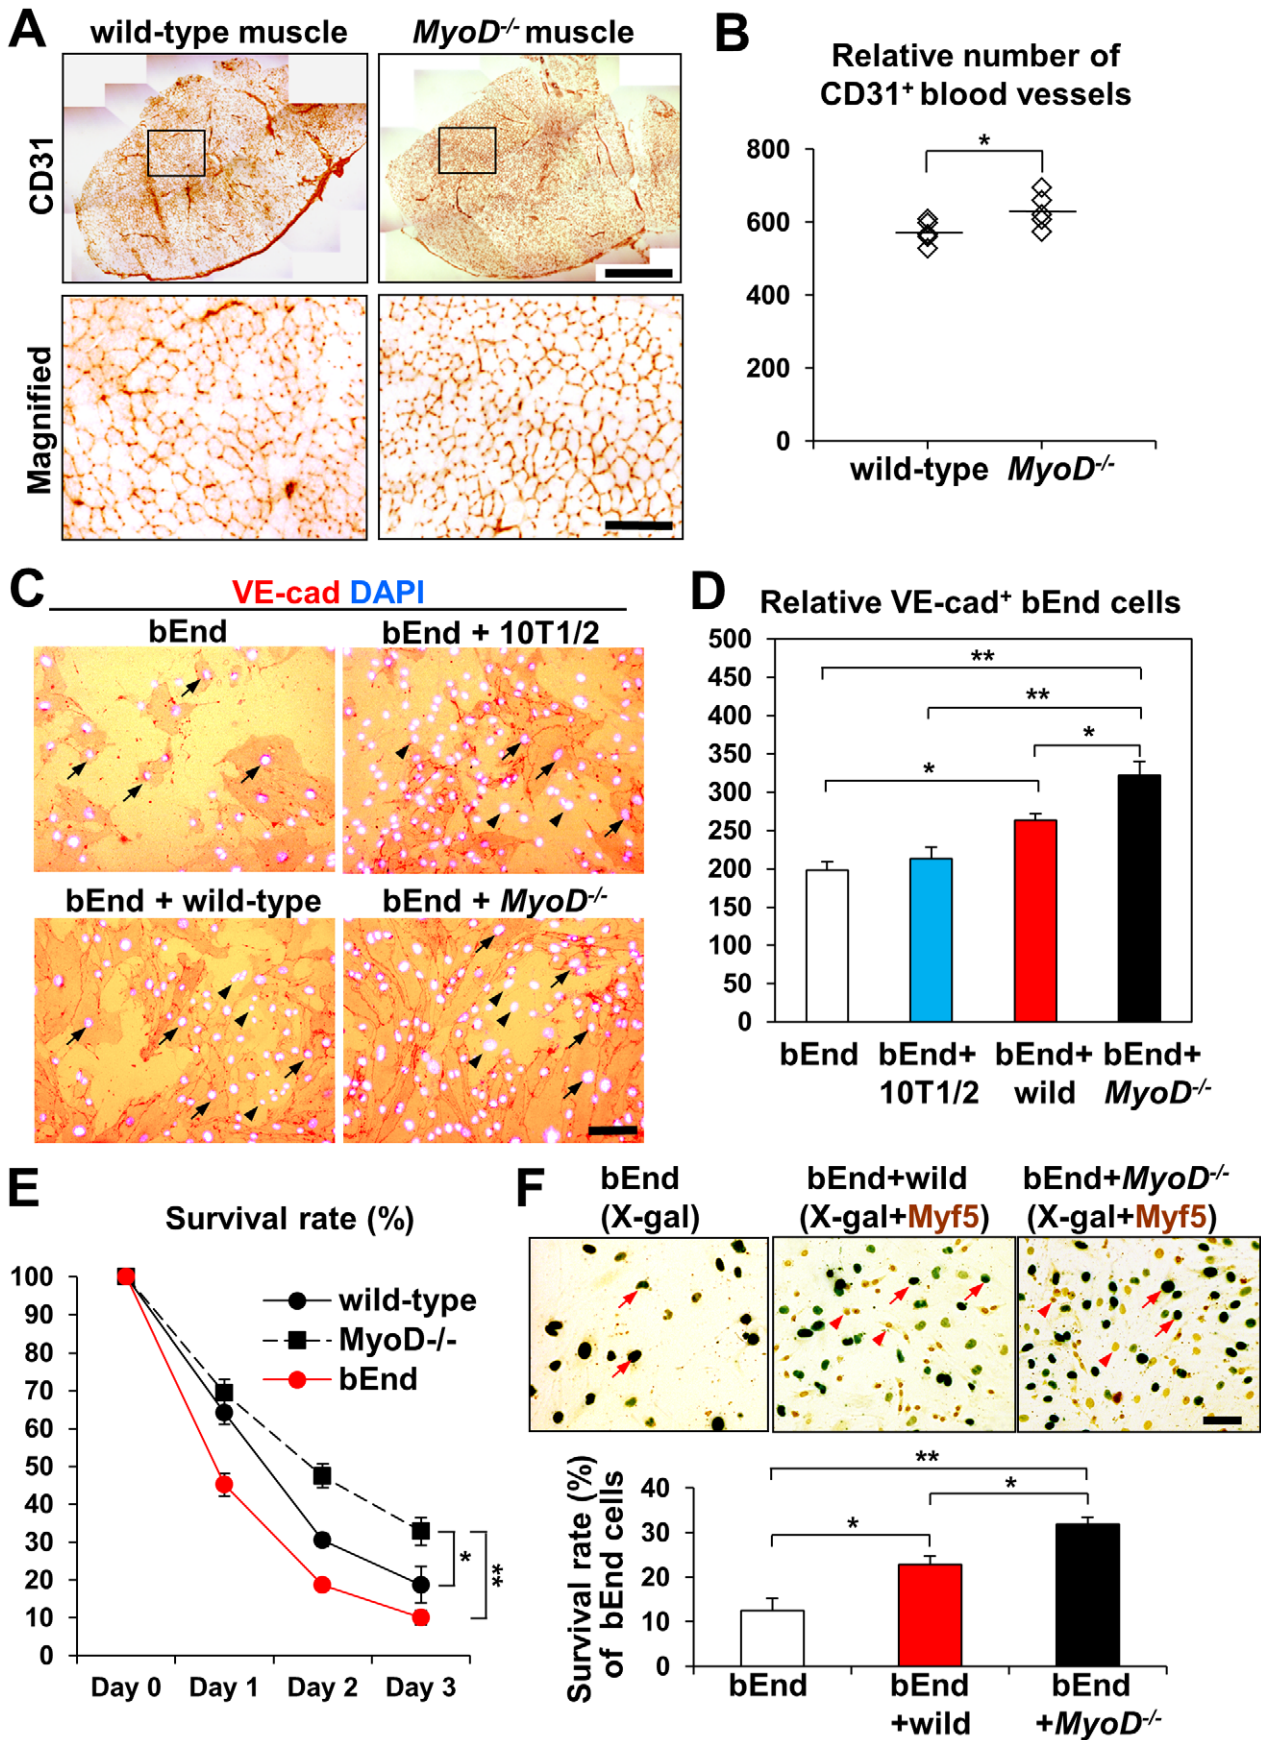 A
wild-type muscle
MyoD-/- muscle
CD31
Magnified
B
Relative number of
CD31+ blood vessels
*
800
600
400
200
0
wild-type
MyoD-/-
C
VE-cad DAPI
bEnd
bEnd + 10T1/2
bEnd + wild-type
bEnd + MyoD-/-
D
Relative VE-cad+ bEnd cells
500
450
400
350
300
250
200
150
100
50
0
**
**
*
*
bEnd
bEnd+
10T1/2
bEnd+
wild
bEnd+
MyoD-/-
E
Survival rate (%)
100
90
80
70
60
50
40
30
20
10
0
wild-type
MyoD-/-
bEnd
*
**
Day 0
Day 1
Day 2
Day 3
F
bEnd
(X-gal)
bEnd+wild
(X-gal+Myf5)
bEnd+MyoD-/-
(X-gal+Myf5)
Survival rate (%)
of bEnd cells
40
30
20
10
0
**
*
*
bEnd
bEnd
+wild
bEnd
+MyoD-/-